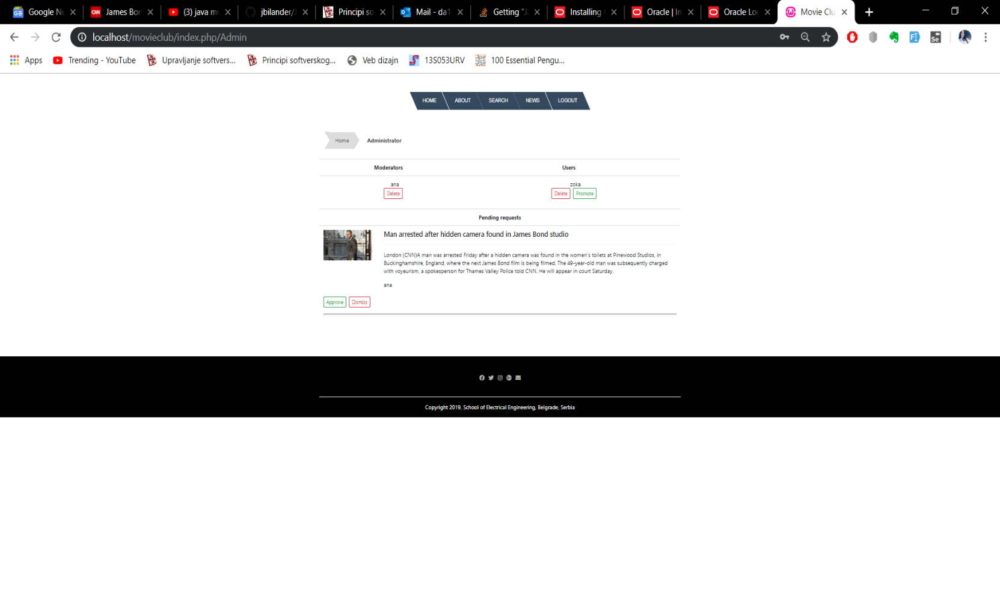 Google Ne
CNN James Bon
(3) java mv
jbilander/J
Principi so
Mail - da1
Getting "Ja
Installing t
Oracle | In
Oracle Log
Movie Clu
localhost/movieclub/index.php/Admin
Apps Trending - YouTube Upravljanje softvers... Principi softverskog... Veb dizajn 13S053URV 100 Essential Pengu...
HOME ABOUT SEARCH NEWS LOGOUT
Home Administrator
Moderators Users
ana zoka
Delete Delete Promote
Pending requests
Man arrested after hidden camera found in James Bond studio
London (CNN)A man was arrested Friday after a hidden camera was found in the women's toilets at Pinewood Studios, in
Buckinghamshire, England, where the next James Bond film is being filmed. The 49-year-old man was subsequently charged
with voyeurism, a spokesperson for Thames Valley Police told CNN. He will appear in court Saturday.
ana
Approve Dismiss
Copyright 2019, School of Electrical Engineering, Belgrade, Serbia